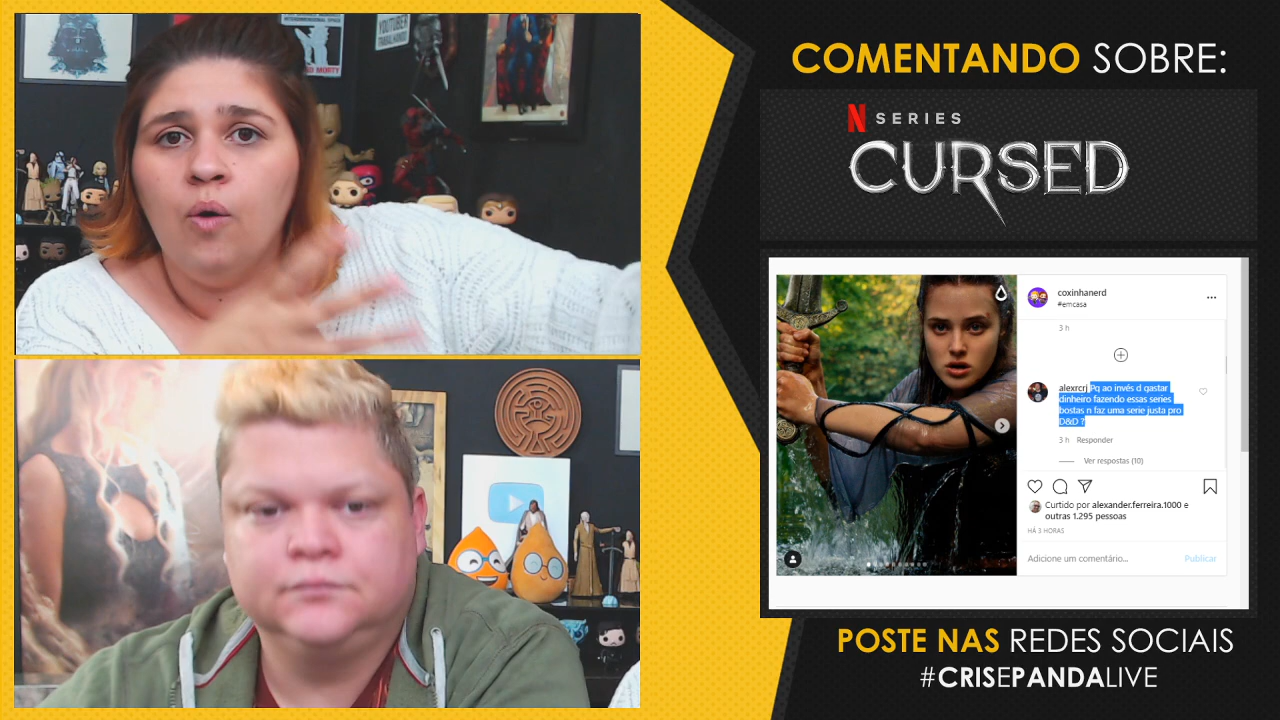 COMENTANDO SOBRE:
N SERIES
CURSED
YOUTUBER
coxinhanerd
#emcasa
3 h
alexrcrj Pq ao invés d gastar
dinheiro fazendo essas series
bostas n faz uma serie justa pro
D&D ?
3 h Responder
Ver respostas (10)
Curtido por alexander.ferreira.1000 e
outras 1.295 pessoas
HÁ 3 HORAS
Adicione um comentário... Publicar
POSTE NAS REDES SOCIAIS
#CRISEPANDALIVE